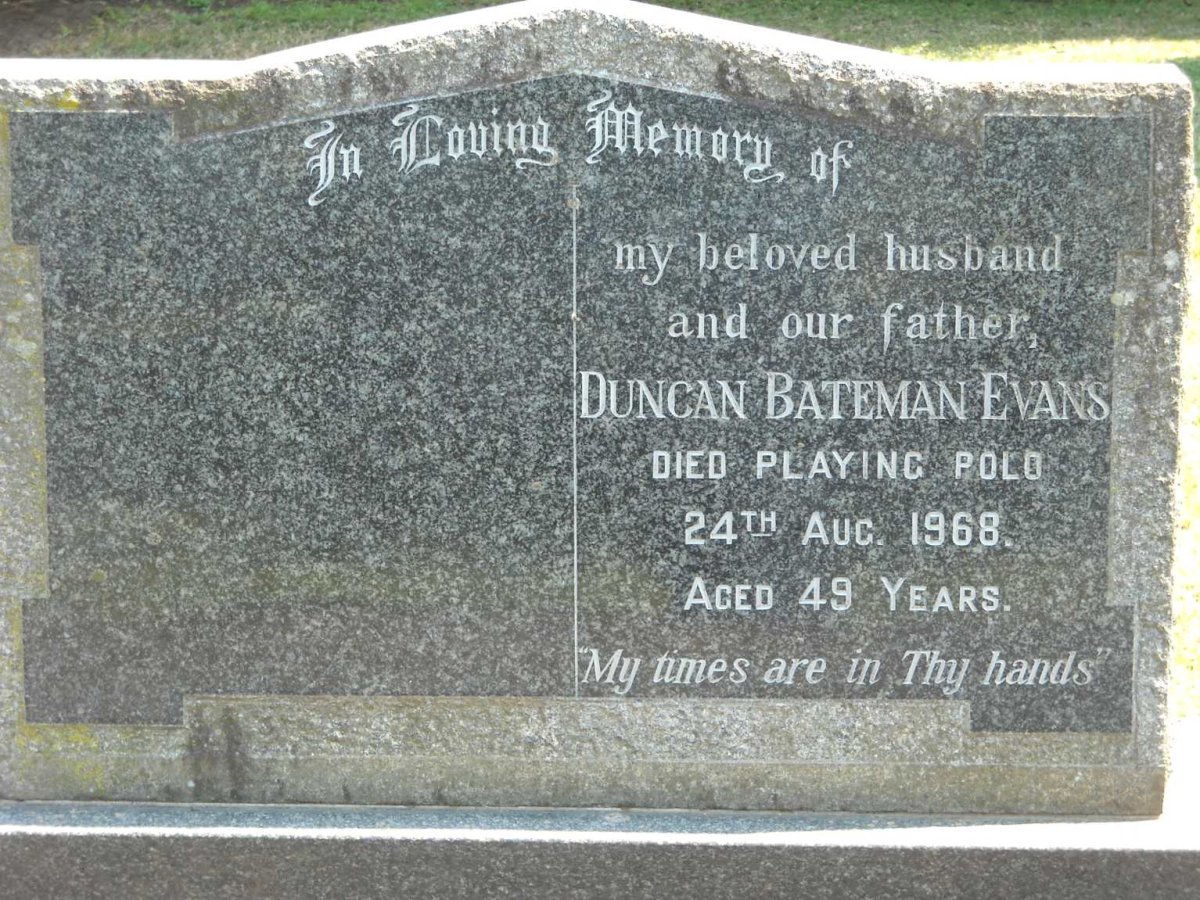 In Loving Memory of
my beloved husband
and our father,
DUNCAN BATEMAN EVANS
DIED PLAYING POLO
24TH AUG. 1968.
AGED 49 YEARS.
"My times are in Thy hands"